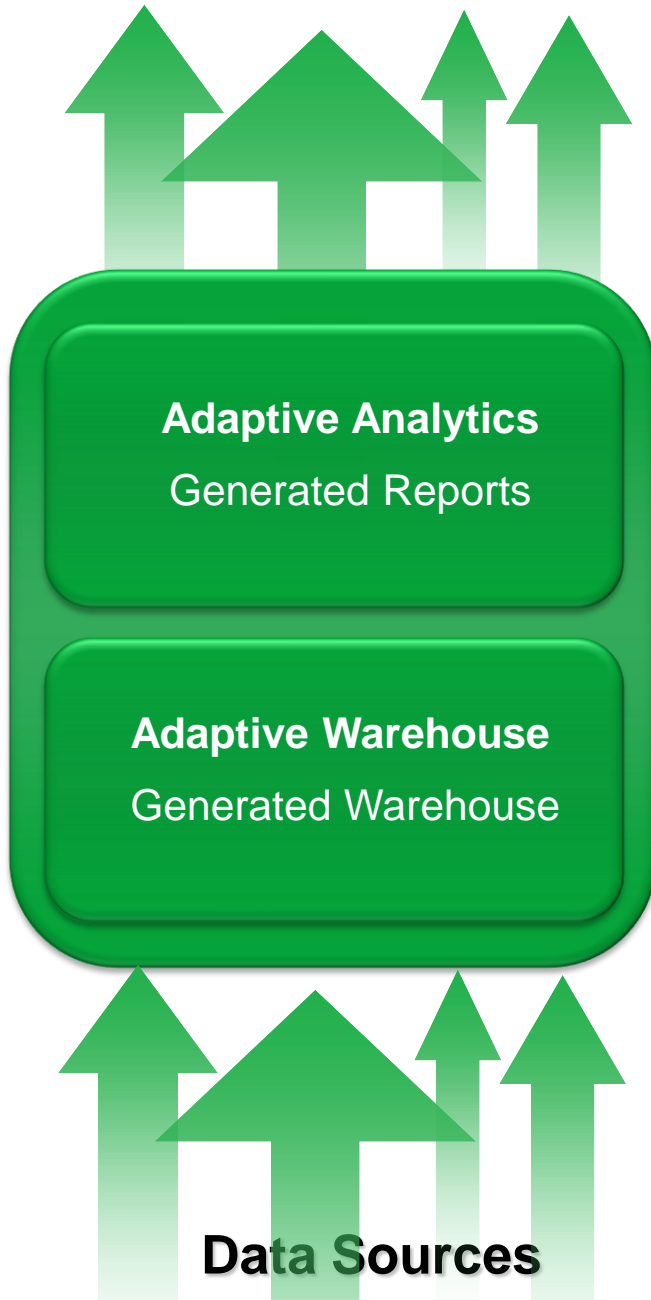 Adaptive Analytics
Generated Reports
Adaptive Warehouse
Generated Warehouse
Data Sources